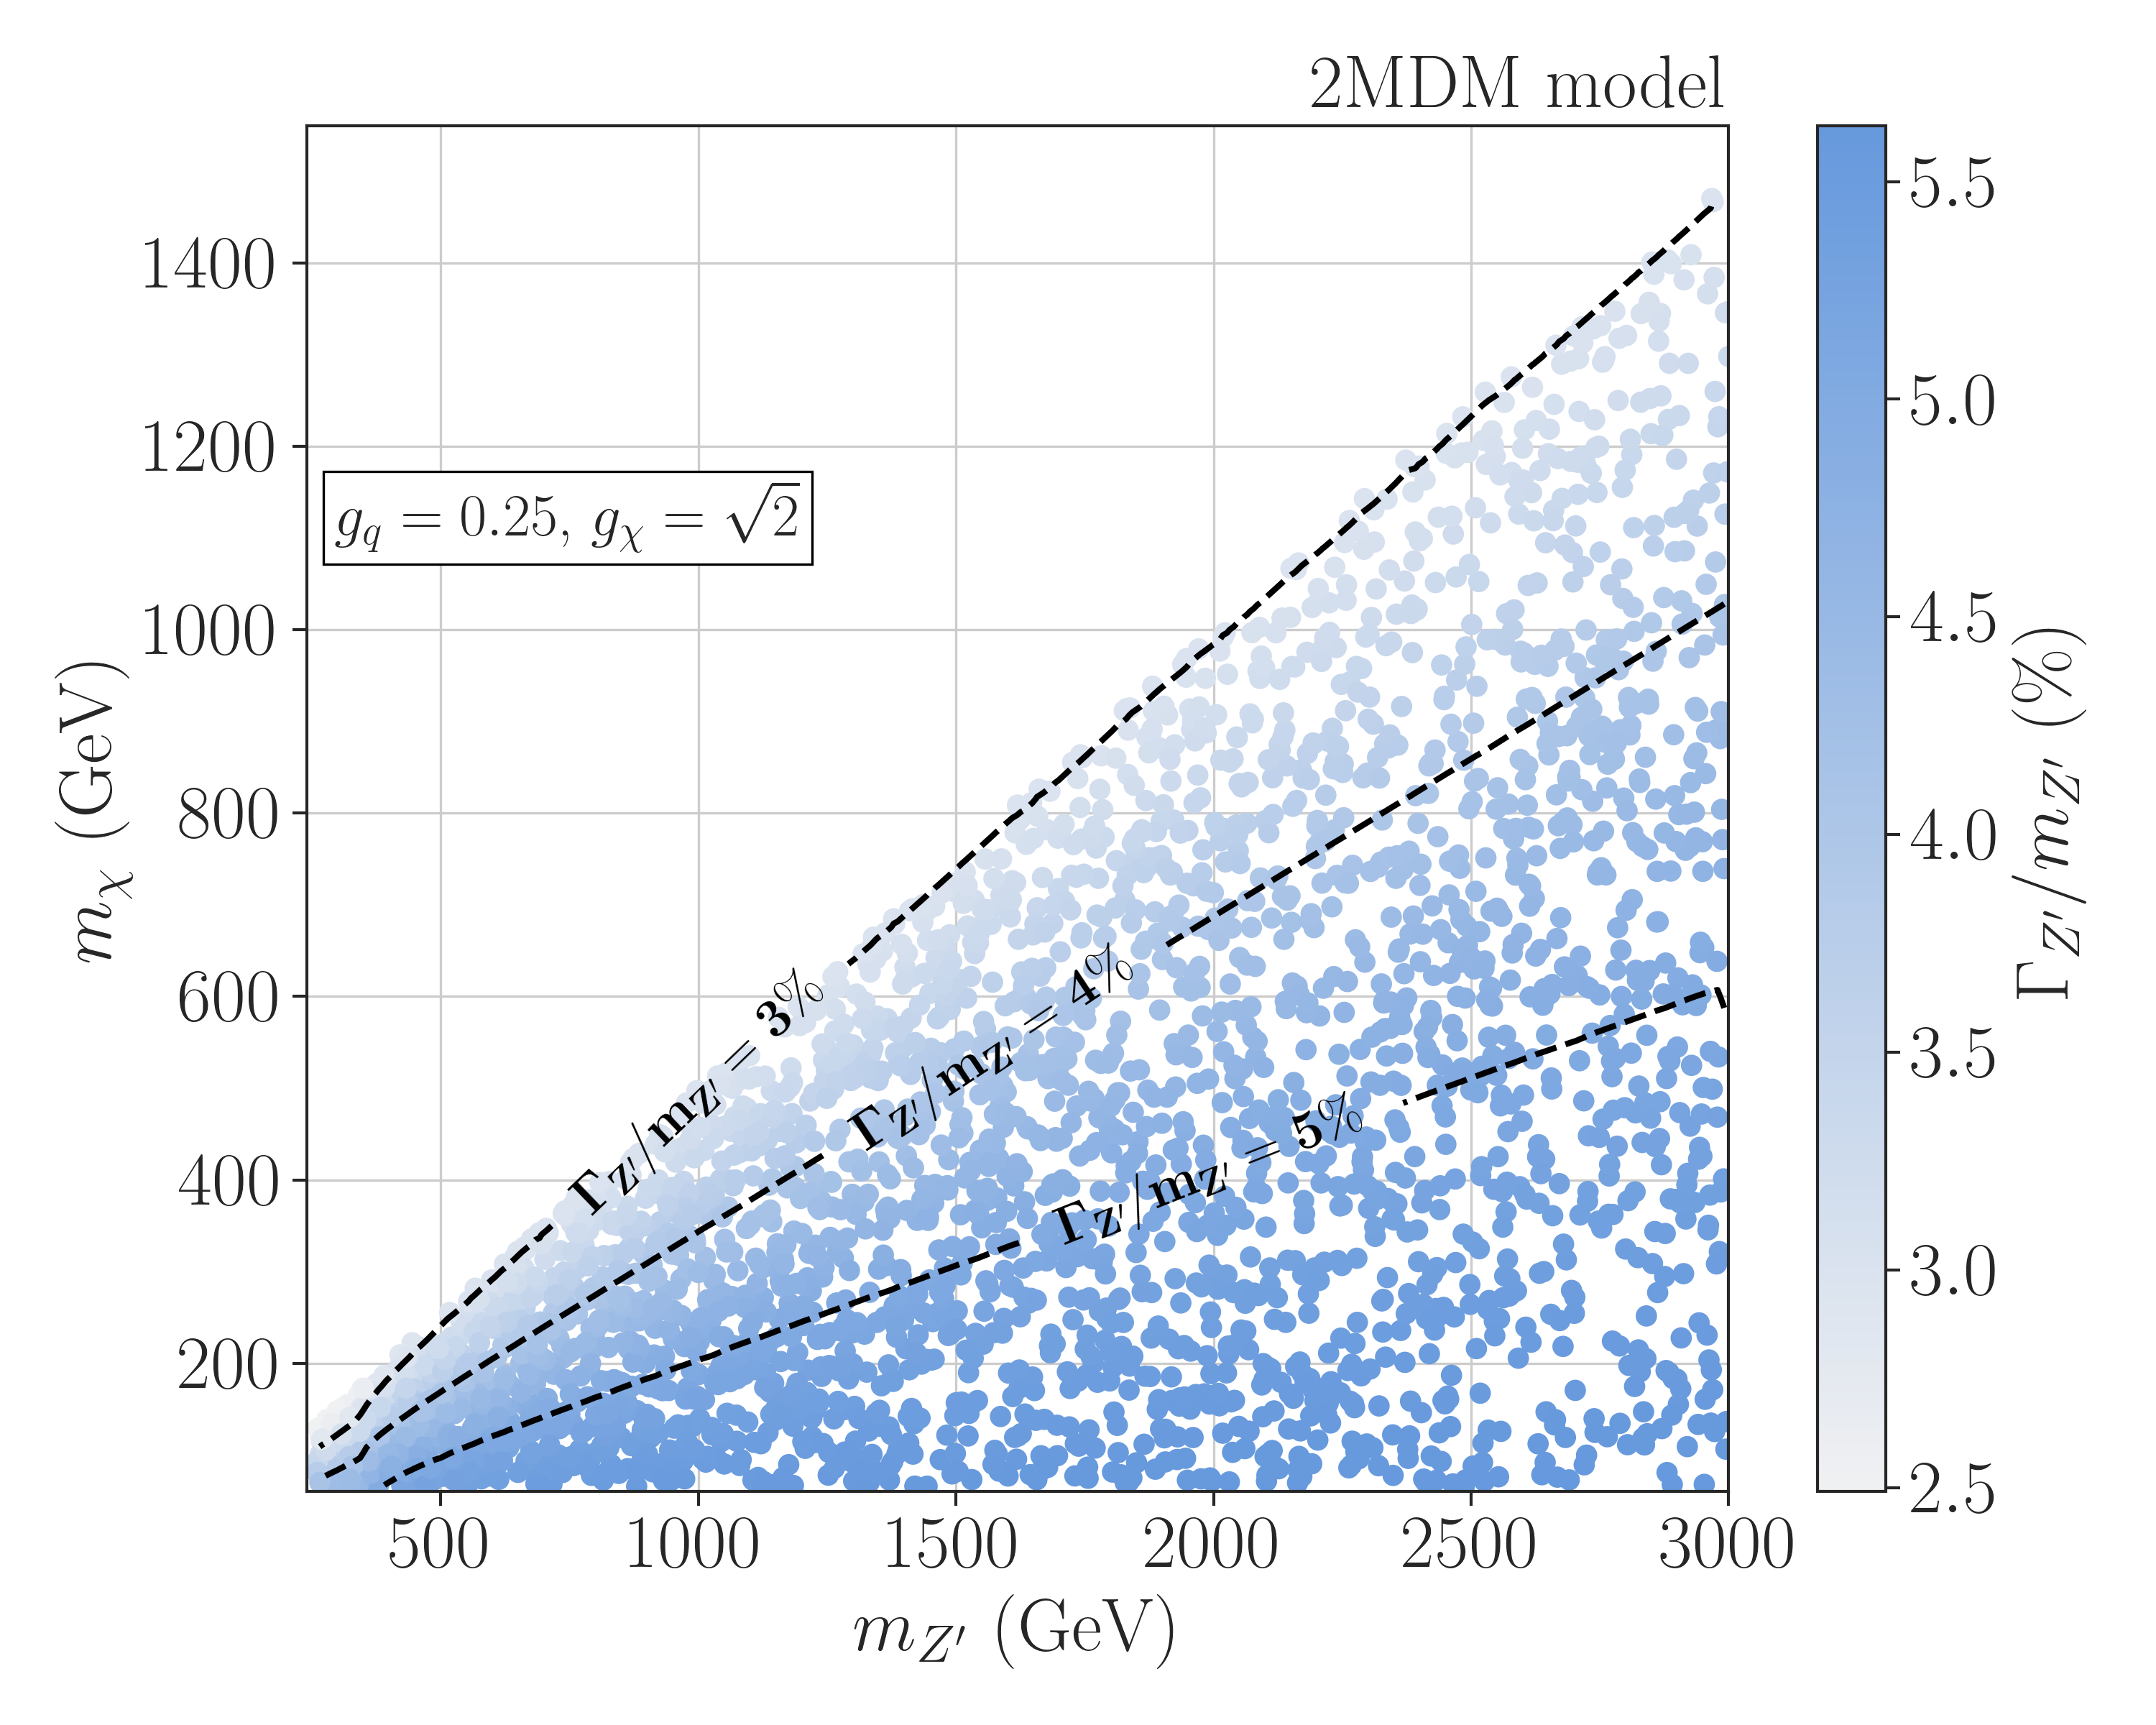 2MDM model
1400
1200
1000
800
600
400
200
m_χ (GeV)
g_q = 0.25, g_χ = √2
Γ_Z′/m_Z′ = 3%
Γ_Z′/m_Z′ = 4%
Γ_Z′/m_Z′ = 5%
500 1000 1500 2000 2500 3000
m_Z′ (GeV)
5.5
5.0
4.5
4.0
3.5
3.0
2.5
Γ_Z′/m_Z′ (%)